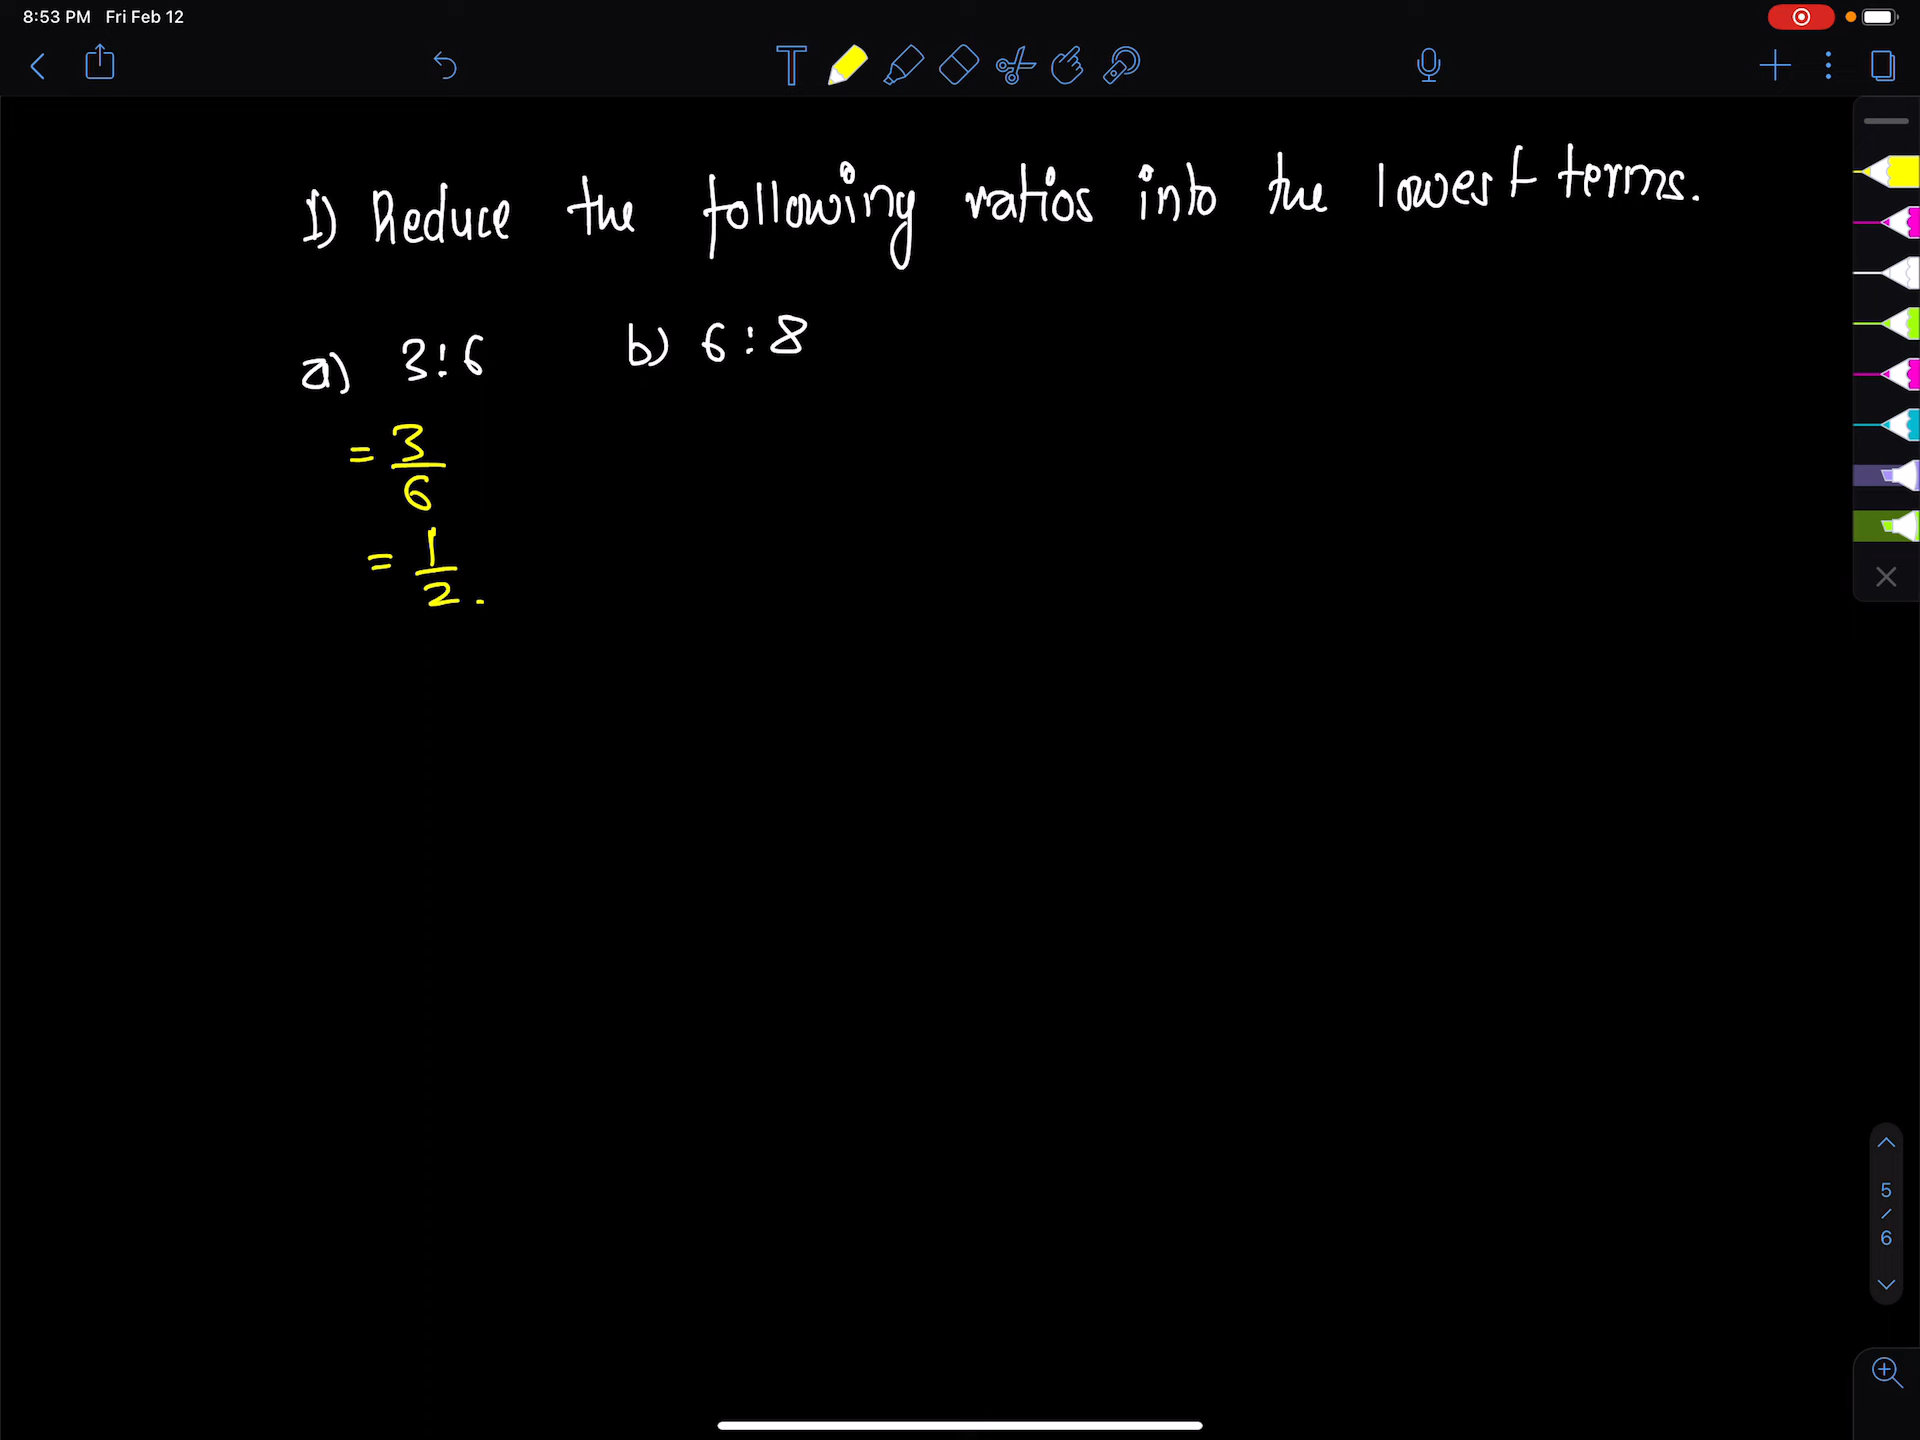 8:53 PM Fri Feb 12
1) Reduce the following ratios into the lowest terms.
a) 3:6 b) 6:8
= 3/6
= 1/2.
5
/
6